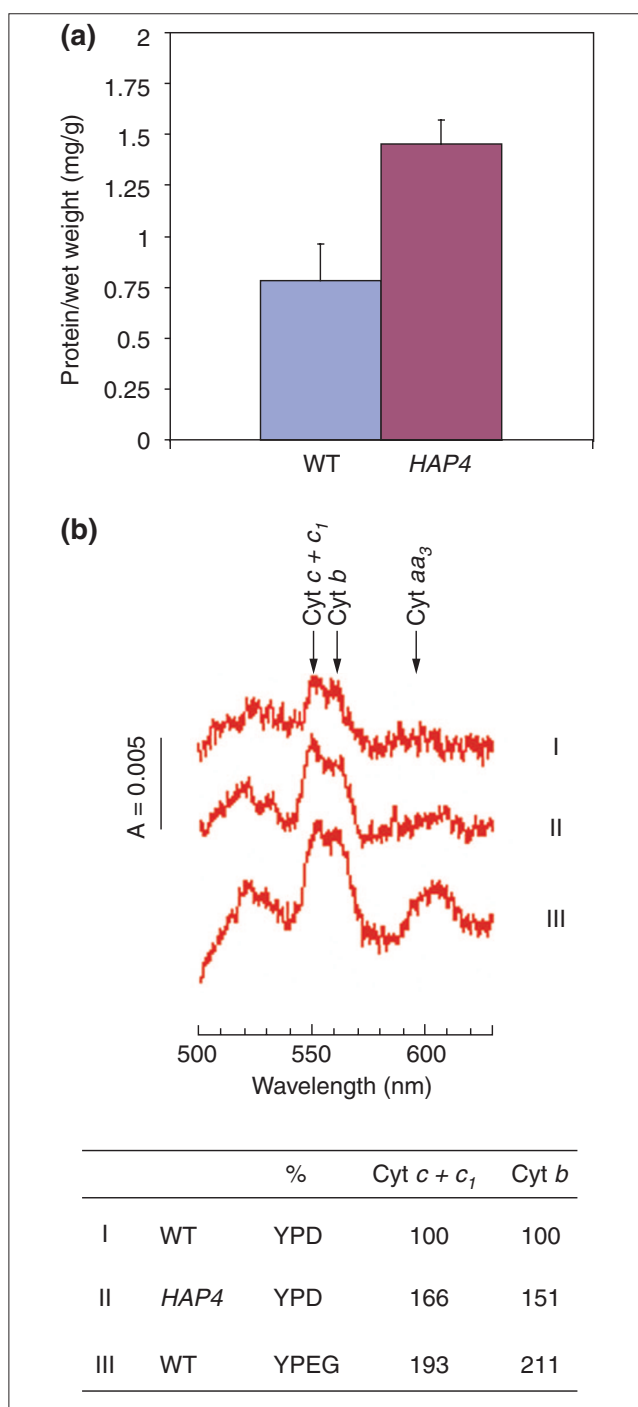 (a)
Protein/wet weight (mg/g)
2
1.75
1.5
1.25
1
0.75
0.5
0.25
0
WT HAP4
(b)
Cyt c + c1
Cyt b
Cyt aa3
A = 0.005
I
II
III
500 550 600
Wavelength (nm)
% Cyt c + c1 Cyt b
I WT YPD 100 100
II HAP4 YPD 166 151
III WT YPEG 193 211